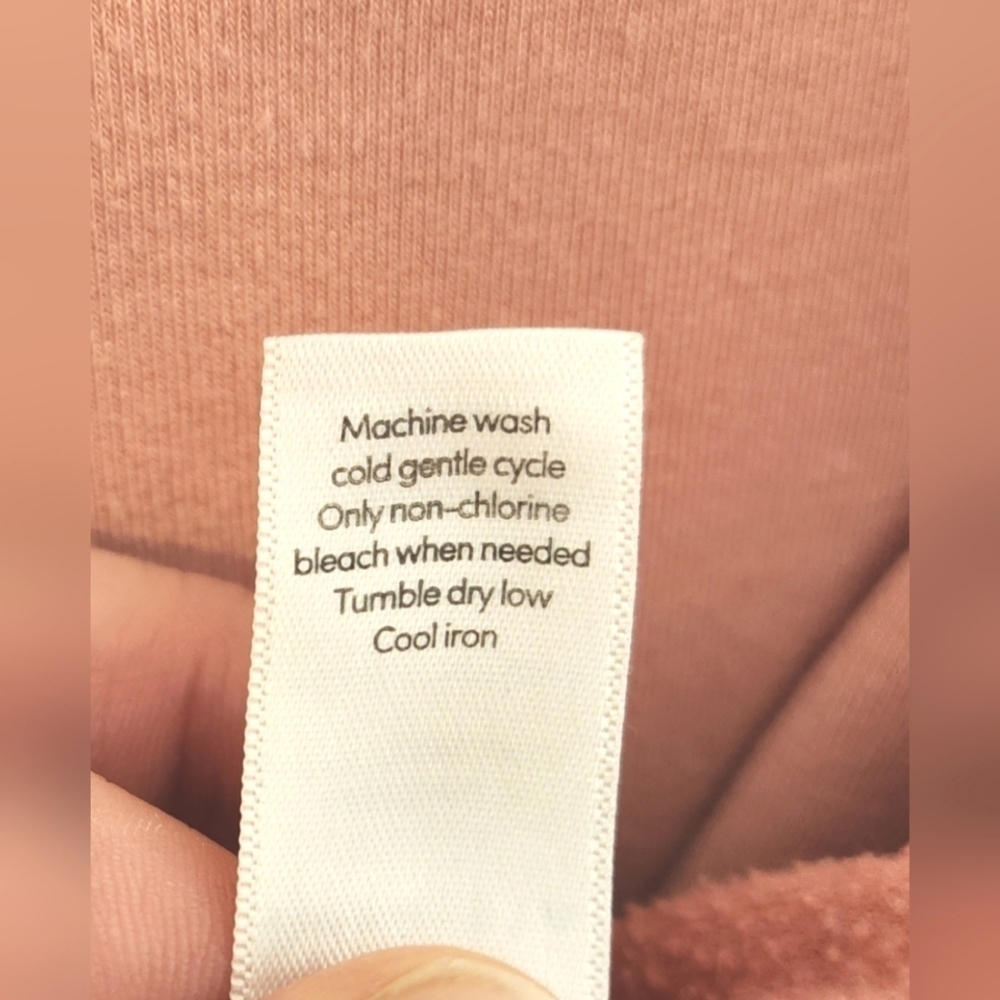 Machine wash
cold gentle cycle
Only non-chlorine
bleach when needed
Tumble dry low
Cool iron